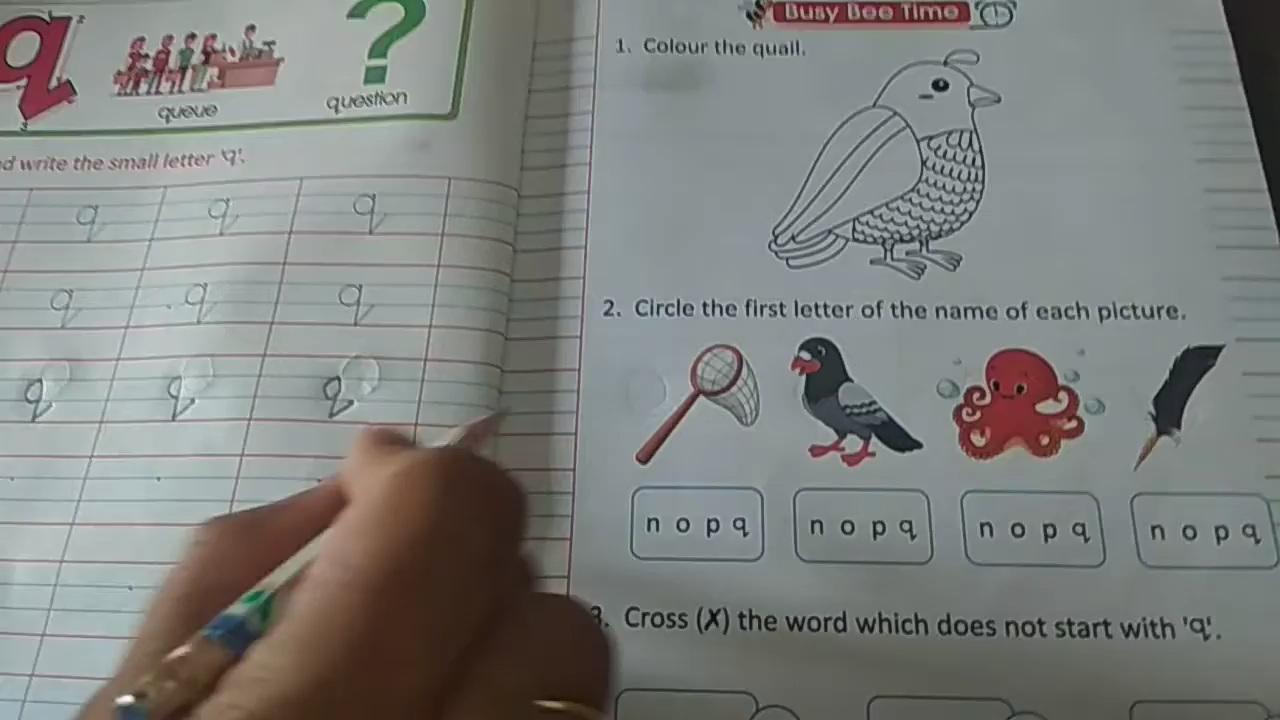 q
queue
question
?
d write the small letter 'q'.
q q q
q q q
q q q
Busy Bee Time
1. Colour the quail.
2. Circle the first letter of the name of each picture.
n o p q
n o p q
n o p q
n o p q
3. Cross (X) the word which does not start with 'q'.